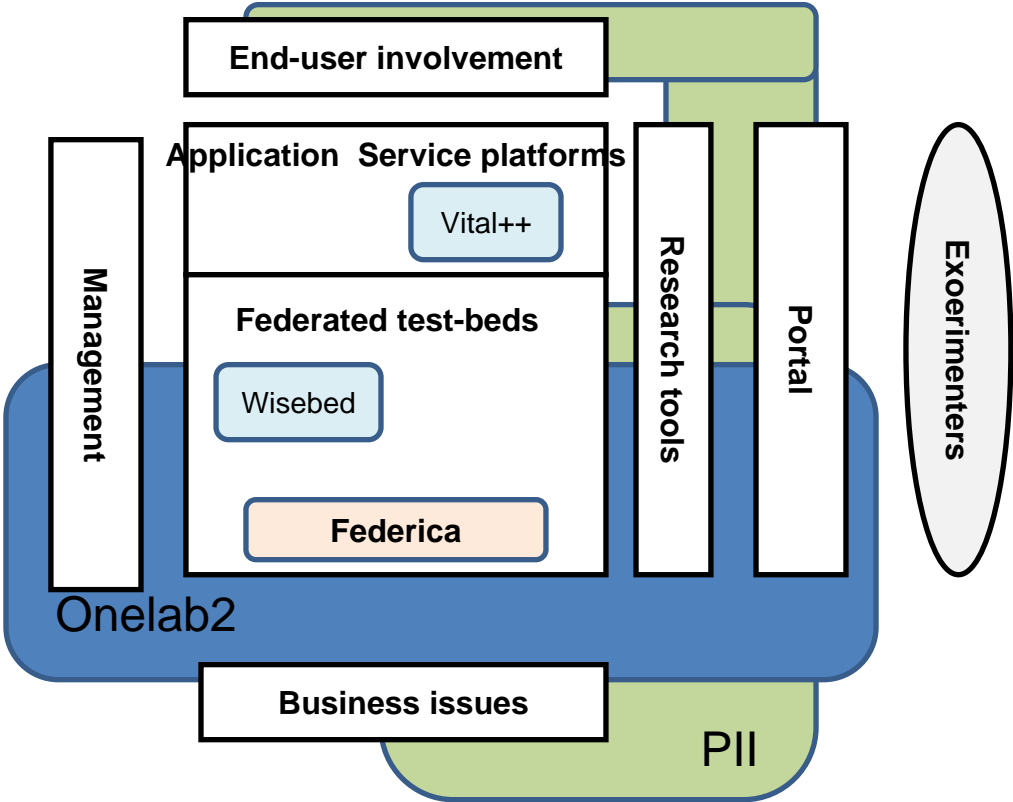 End-user involvement
Application Service platforms
Vital++
Management
Federated test-beds
Wisebed
Federica
Research tools
Portal
Exoerimenters
Onelab2
Business issues
PII